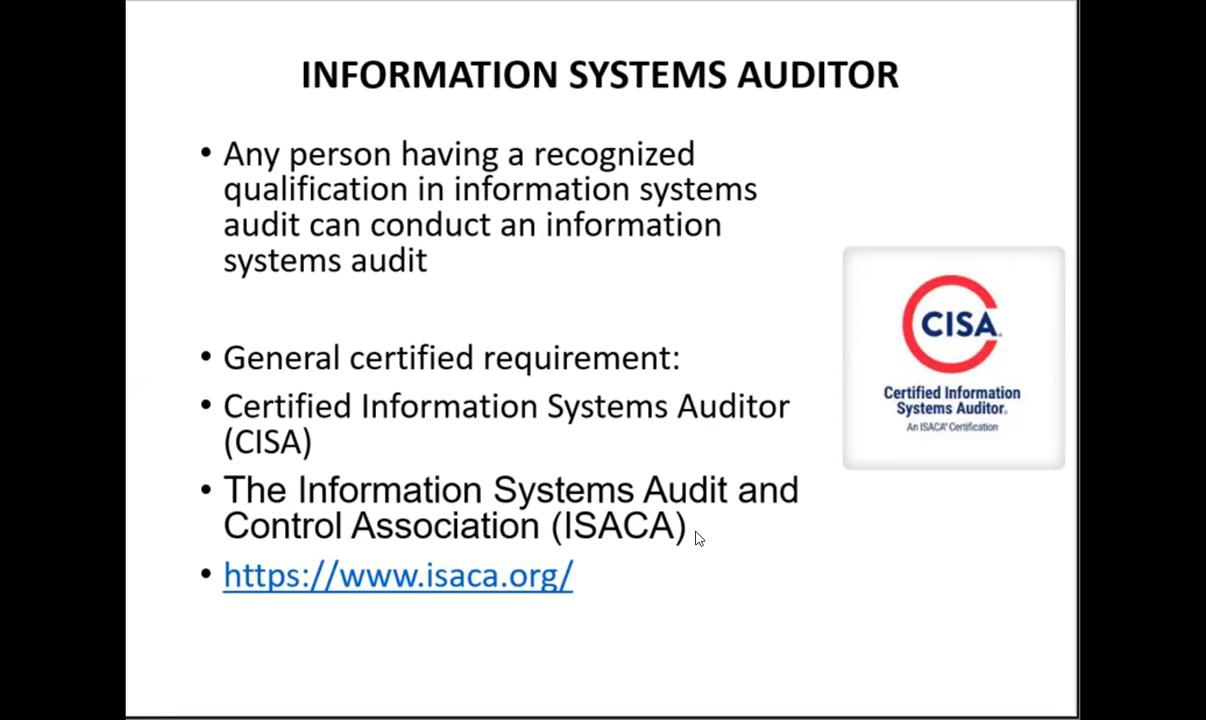 INFORMATION SYSTEMS AUDITOR
• Any person having a recognized
qualification in information systems
audit can conduct an information
systems audit
• General certified requirement:
• Certified Information Systems Auditor
(CISA)
• The Information Systems Audit and
Control Association (ISACA)
• https://www.isaca.org/
CISA®
Certified Information
Systems Auditor®
An ISACA® Certification